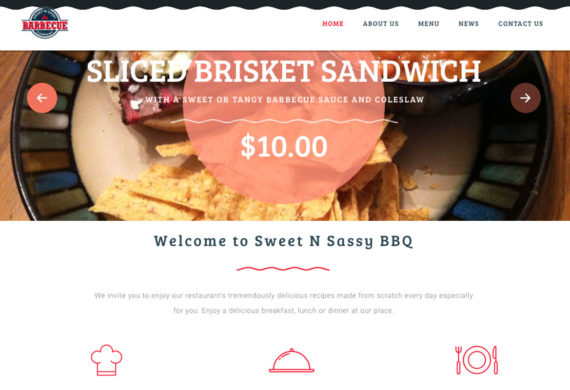 BARBECUE
HOME ABOUT US MENU NEWS CONTACT US
SLICED BRISKET SANDWICH
WITH A SWEET OR TANGY BARBECUE SAUCE AND COLESLAW
$10.00
Welcome to Sweet N Sassy BBQ
We invite you to enjoy our restaurant's tremendously delicious recipes made from scratch every day especially
for you. Enjoy a delicious breakfast, lunch or dinner at our place.